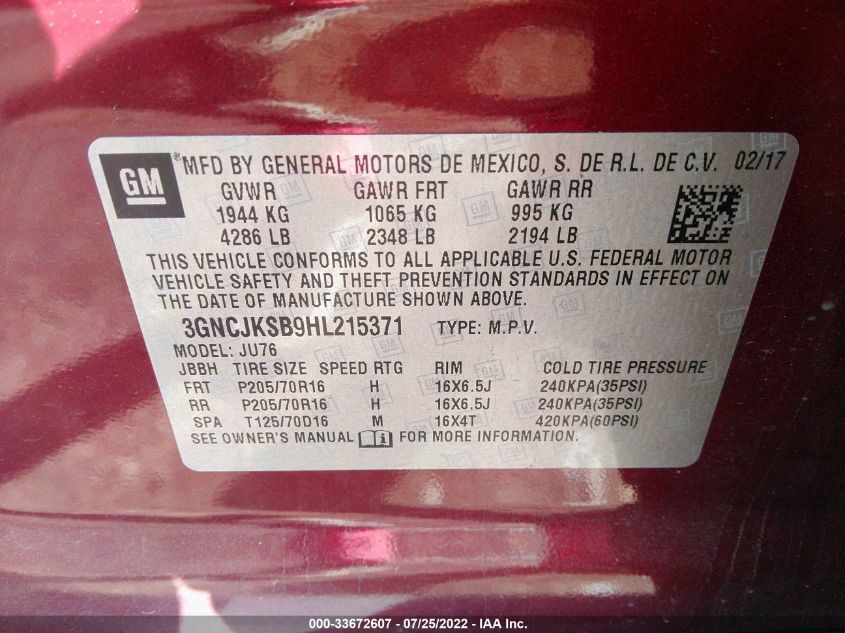 GM ® MFD BY GENERAL MOTORS DE MEXICO, S. DE R.L. DE C.V. 02/17
GVWR GAWR FRT GAWR RR
1944 KG 1065 KG 995 KG
4286 LB 2348 LB 2194 LB
THIS VEHICLE CONFORMS TO ALL APPLICABLE U.S. FEDERAL MOTOR
VEHICLE SAFETY AND THEFT PREVENTION STANDARDS IN EFFECT ON
THE DATE OF MANUFACTURE SHOWN ABOVE.
3GNCJKSB9HL215371 TYPE: M.P.V.
MODEL: JU76
JBBH TIRE SIZE SPEED RTG RIM COLD TIRE PRESSURE
FRT P205/70R16 H 16X6.5J 240KPA(35PSI)
RR P205/70R16 H 16X6.5J 240KPA(35PSI)
SPA T125/70D16 M 16X4T 420KPA(60PSI)
SEE OWNER'S MANUAL i FOR MORE INFORMATION.
000-33672607 - 07/25/2022 - IAA Inc.